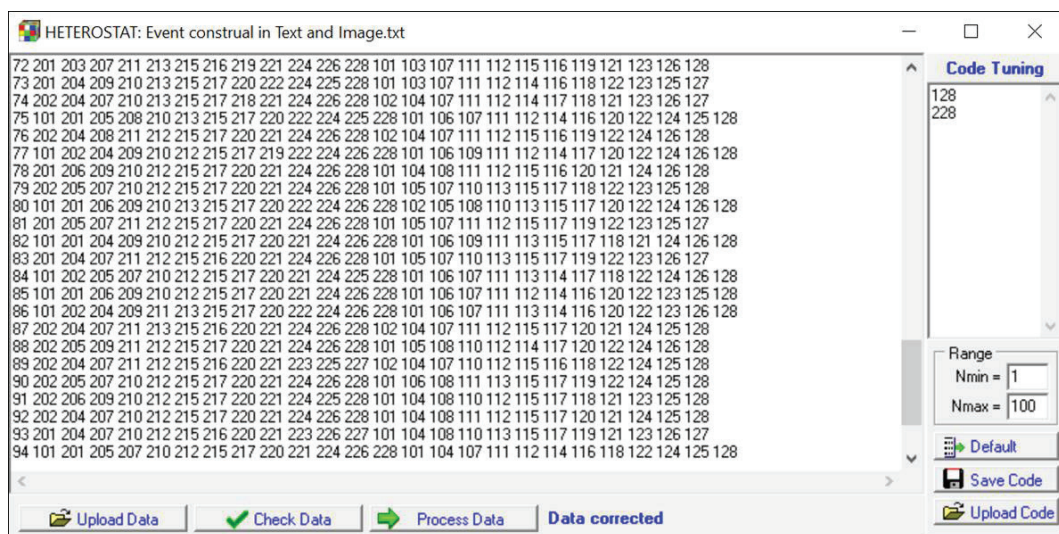 HETEROSTAT: Event construal in Text and Image.txt
72 201 203 207 211 213 215 216 219 221 224 226 228 101 103 107 111 112 115 116 119 121 123 126 128
73 201 204 209 210 213 215 217 220 222 224 225 228 101 103 107 111 112 114 116 118 122 123 125 127
74 202 204 207 210 213 215 217 218 221 224 226 228 102 104 107 111 112 114 117 118 121 123 126 127
75 101 201 205 208 210 213 215 217 220 222 224 225 228 101 106 107 111 112 114 116 120 122 124 125 128
76 202 204 208 211 212 215 217 220 221 224 226 228 102 104 107 111 112 115 116 119 122 124 126 128
77 101 202 204 209 210 212 215 217 219 222 224 226 228 101 106 109 111 112 114 117 120 122 124 126 128
78 201 206 209 210 212 215 217 220 221 224 226 228 101 104 108 111 112 115 116 120 121 124 126 128
79 202 205 207 210 212 215 217 220 221 224 226 228 101 105 107 110 113 115 117 118 122 123 125 128
80 101 201 206 209 210 213 215 217 220 222 224 226 228 102 105 108 110 113 115 117 120 122 124 126 128
81 201 205 207 211 212 215 217 220 221 224 226 228 101 105 107 111 112 115 117 119 122 123 125 127
82 101 201 204 209 210 212 215 217 220 221 224 226 228 101 106 109 111 113 115 117 118 121 124 126 128
83 201 204 207 211 212 215 216 220 221 224 226 228 101 105 107 110 113 115 117 119 122 123 126 127
84 101 202 205 207 210 212 215 217 220 221 224 225 228 101 106 107 111 113 114 117 118 122 124 126 128
85 101 201 206 209 210 212 215 217 220 221 224 226 228 101 106 107 111 112 114 116 120 122 123 125 128
86 101 202 204 209 211 213 215 217 220 222 224 226 228 101 106 107 111 113 114 116 120 122 123 126 128
87 202 204 207 211 213 215 216 220 221 224 226 228 102 104 107 111 112 115 117 120 121 124 125 128
88 202 205 209 211 212 215 217 220 221 224 226 228 101 105 108 110 112 114 117 120 122 124 126 128
89 202 204 207 211 212 215 216 220 221 223 225 227 102 104 107 110 112 115 116 118 122 124 125 128
90 202 205 207 210 212 215 217 220 221 224 226 228 101 106 108 111 113 115 117 119 122 124 125 128
91 202 206 209 210 212 215 217 220 221 224 225 228 101 104 108 110 112 115 117 118 121 123 125 128
92 202 204 207 210 212 215 217 220 221 224 226 228 101 104 108 111 112 115 117 120 121 124 125 128
93 201 204 207 210 212 215 216 220 221 223 226 227 101 104 108 110 113 115 117 119 121 123 126 127
94 101 201 205 207 210 212 215 217 220 221 224 226 228 101 104 107 111 112 114 116 118 122 124 125 128
Upload Data
Check Data
Process Data
Data corrected
Code Tuning
128
228
Range
Nmin = 1
Nmax = 100
Default
Save Code
Upload Code